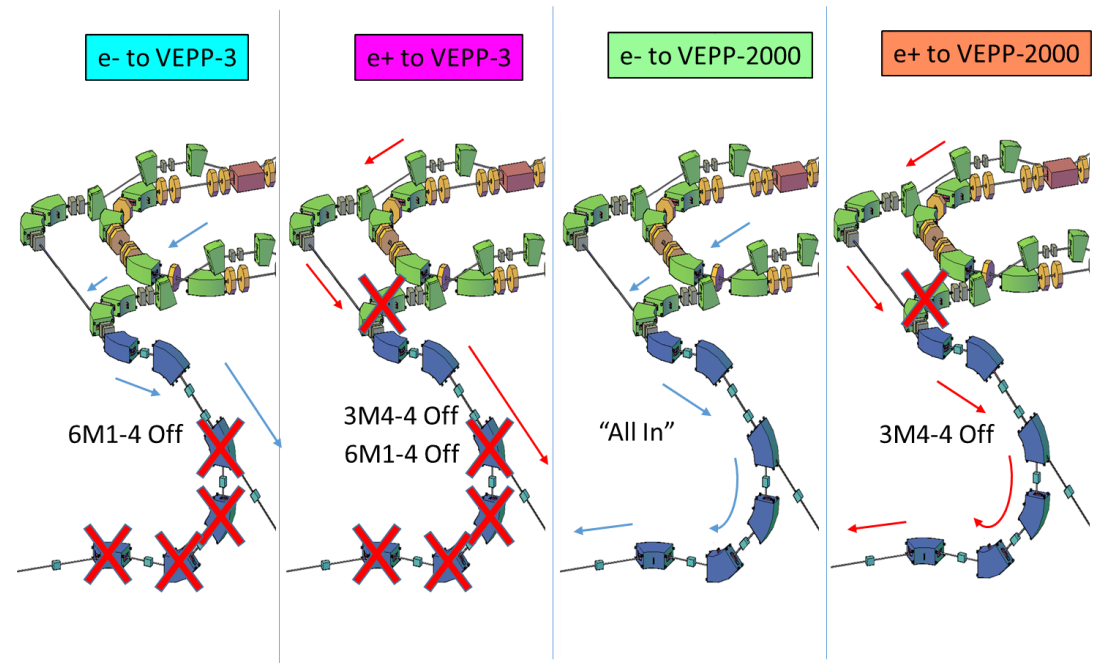 e- to VEPP-3
e+ to VEPP-3
e- to VEPP-2000
e+ to VEPP-2000
6M1-4 Off
3M4-4 Off
6M1-4 Off
“All In”
3M4-4 Off